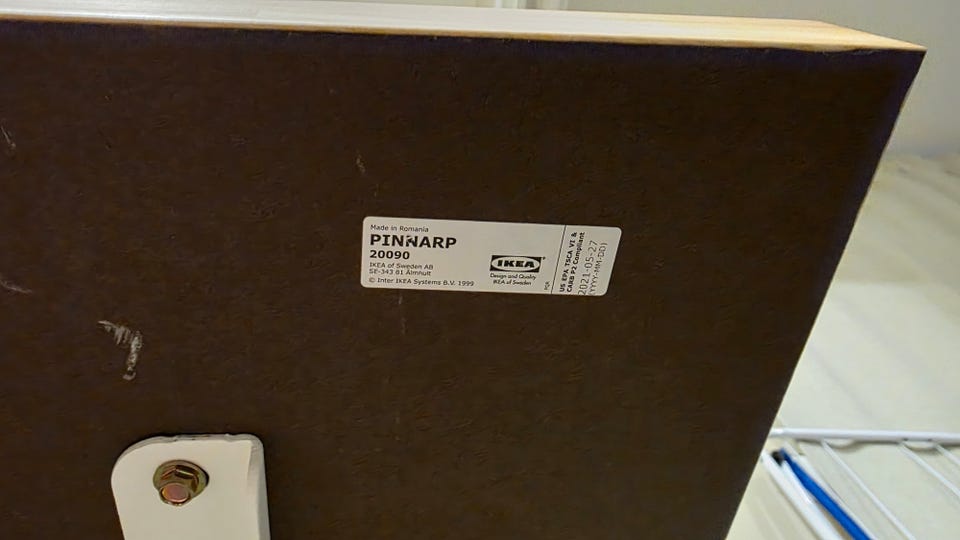 Made in Romania
PINNARP
20090
IKEA of Sweden AB
SE-343 81 Älmhult
© Inter IKEA Systems B.V. 1999
IKEA
Design and Quality
IKEA of Sweden
PQR
US EPA TSCA VI &
CARB P2 Compliant
2021-05-27
(YYYY-MM-DD)